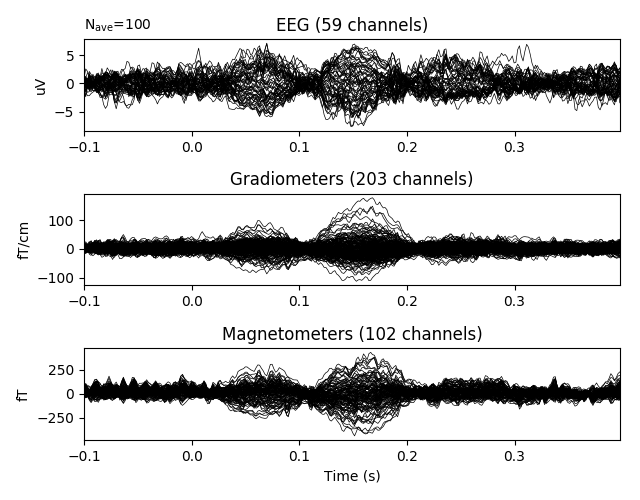 N_ave=100
EEG (59 channels)
uV
5
0
−5
−0.1 0.0 0.1 0.2 0.3
Gradiometers (203 channels)
fT/cm
100
0
−100
−0.1 0.0 0.1 0.2 0.3
Magnetometers (102 channels)
fT
250
0
−250
−0.1 0.0 0.1 0.2 0.3
Time (s)